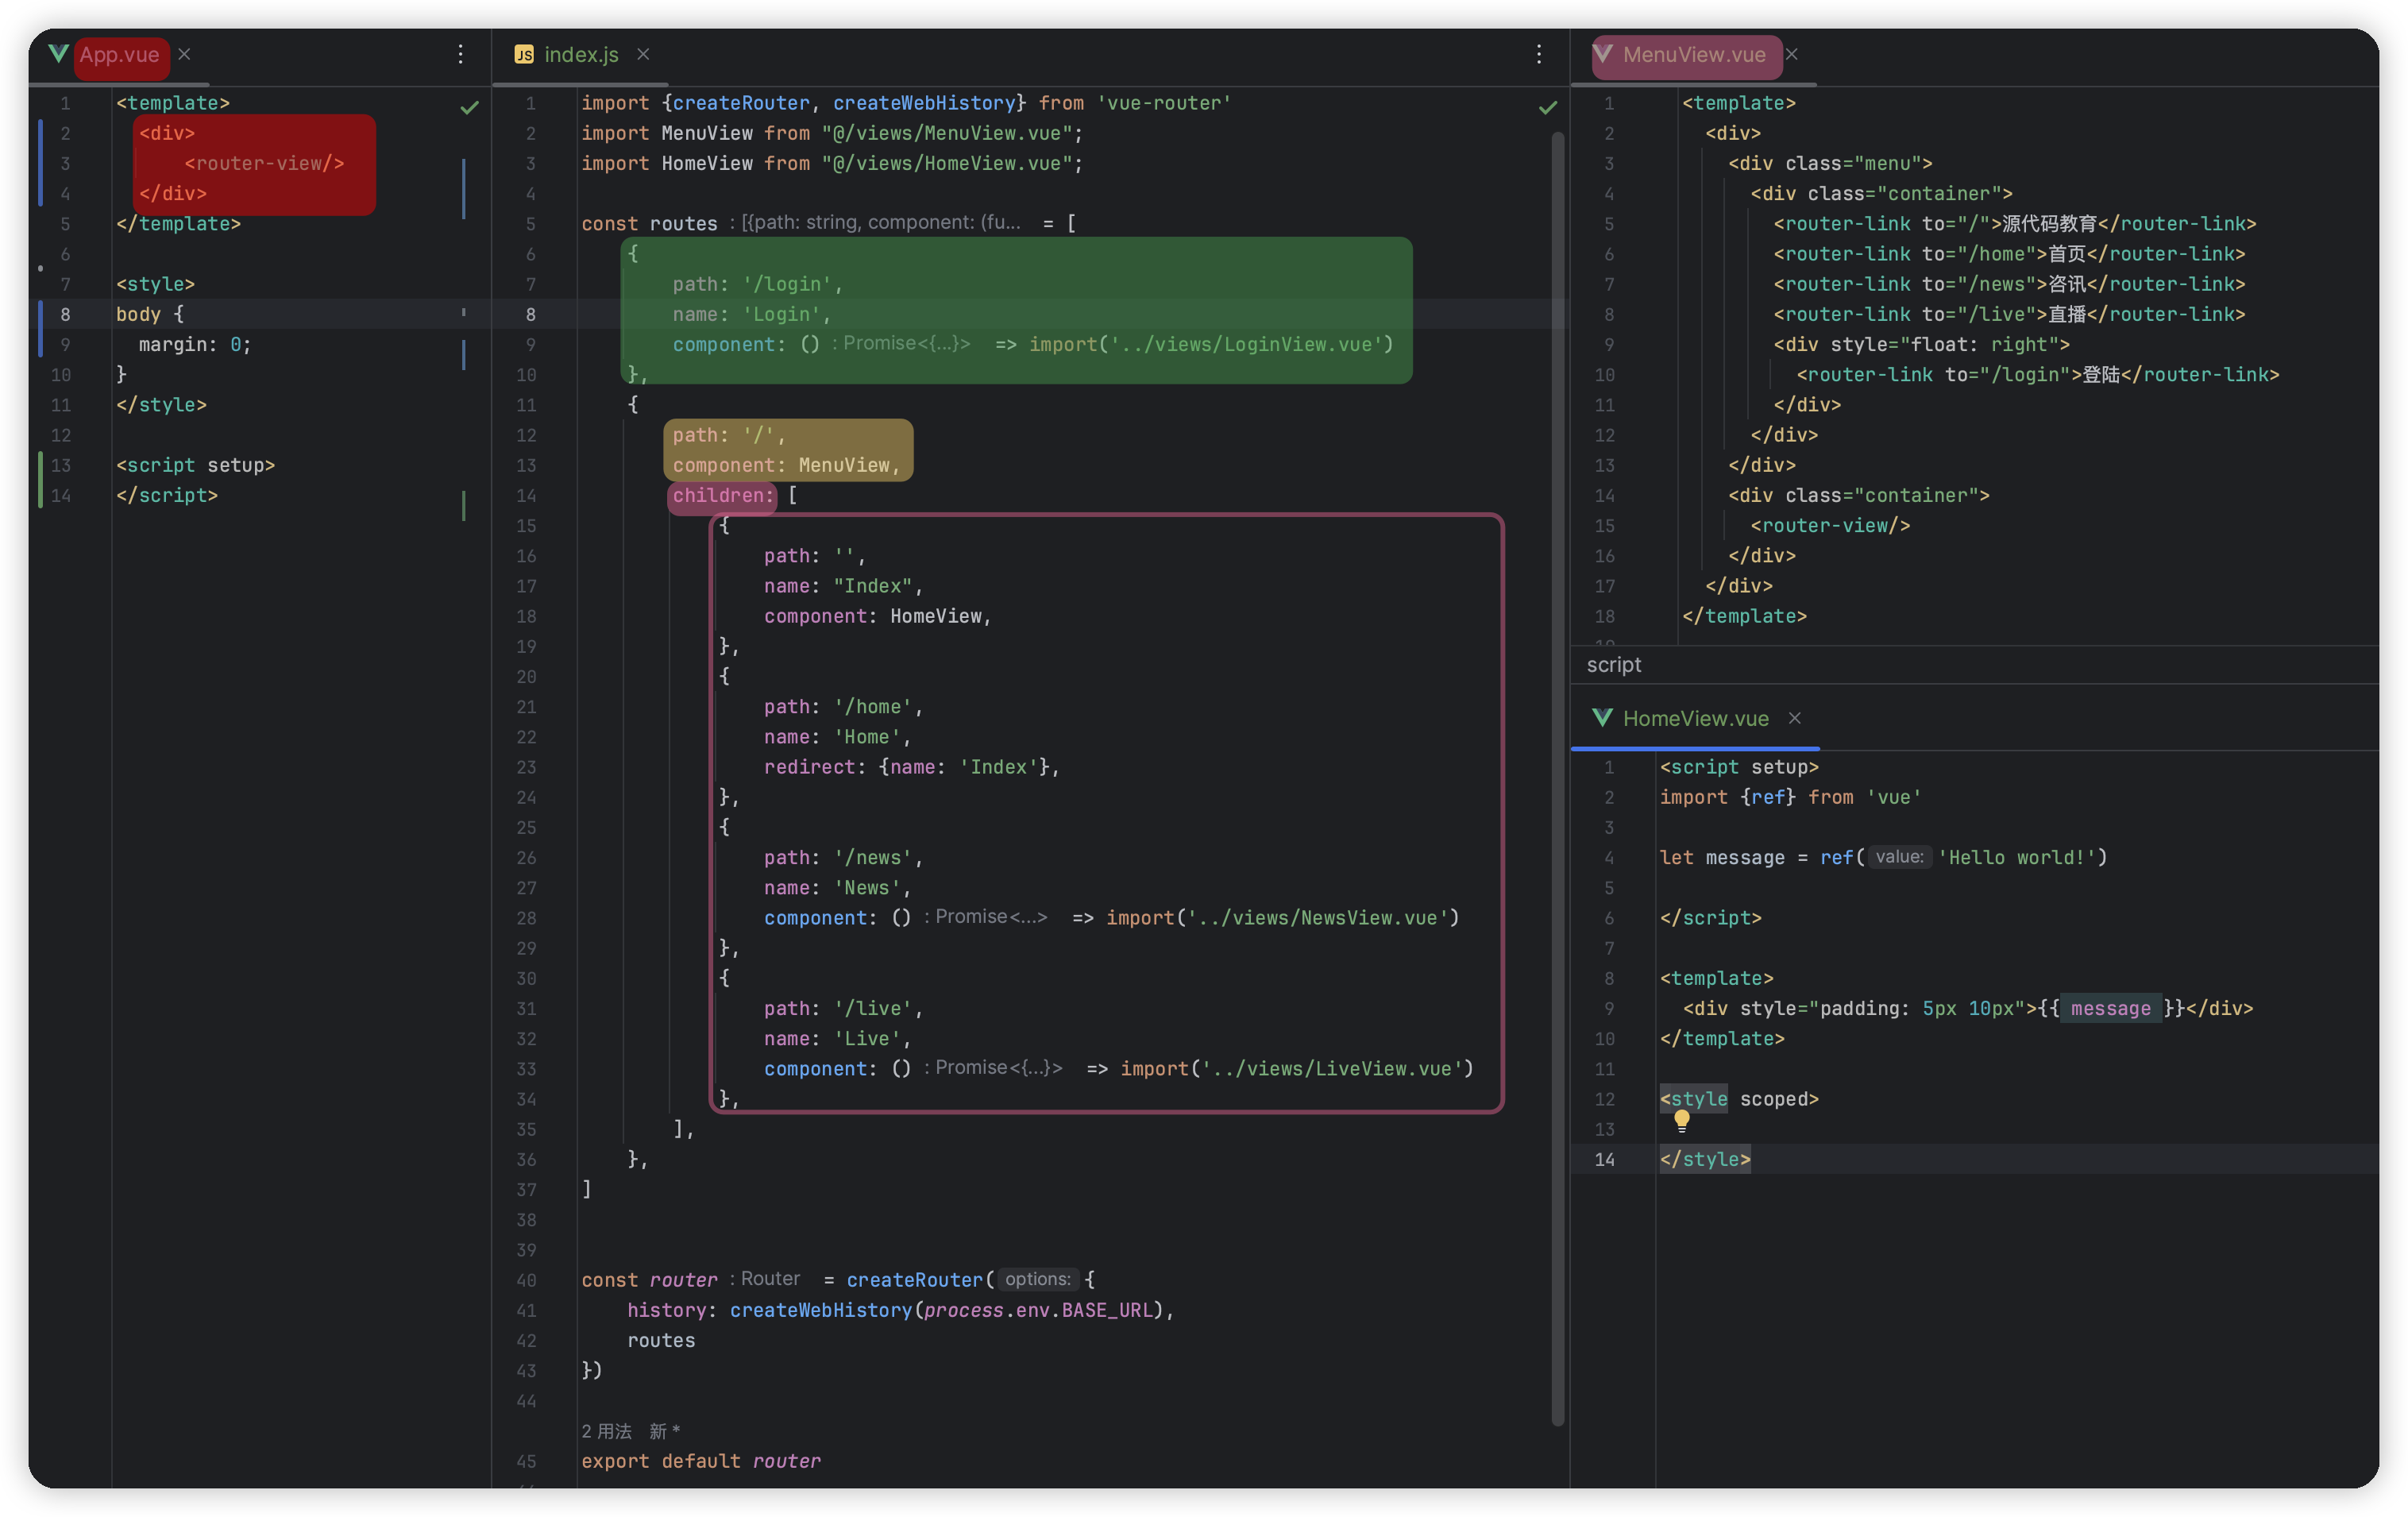 App.vue
1 <template>
2 <div>
3 <router-view/>
4 </div>
5 </template>
6
7 <style>
8 body {
9 margin: 0;
10 }
11 </style>
12
13 <script setup>
14 </script>
JS index.js
1 import {createRouter, createWebHistory} from 'vue-router'
2 import MenuView from "@/views/MenuView.vue";
3 import HomeView from "@/views/HomeView.vue";
4
5 const routes : [{path: string, component: (fu... = [
6 {
7 path: '/login',
8 name: 'Login',
9 component: () : Promise<{...}> => import('../views/LoginView.vue')
10 },
11 {
12 path: '/',
13 component: MenuView,
14 children: [
15 {
16 path: '',
17 name: "Index",
18 component: HomeView,
19 },
20 {
21 path: '/home',
22 name: 'Home',
23 redirect: {name: 'Index'},
24 },
25 {
26 path: '/news',
27 name: 'News',
28 component: () : Promise<...> => import('../views/NewsView.vue')
29 },
30 {
31 path: '/live',
32 name: 'Live',
33 component: () : Promise<{...}> => import('../views/LiveView.vue')
34 },
35 ],
36 },
37 ]
38
39
40 const router : Router = createRouter( options: {
41 history: createWebHistory(process.env.BASE_URL),
42 routes
43 })
44
2 用法 新 *
45 export default router
MenuView.vue
1 <template>
2 <div>
3 <div class="menu">
4 <div class="container">
5 <router-link to="/">源代码教育</router-link>
6 <router-link to="/home">首页</router-link>
7 <router-link to="/news">咨讯</router-link>
8 <router-link to="/live">直播</router-link>
9 <div style="float: right">
10 <router-link to="/login">登陆</router-link>
11 </div>
12 </div>
13 </div>
14 <div class="container">
15 <router-view/>
16 </div>
17 </div>
18 </template>
script
HomeView.vue
1 <script setup>
2 import {ref} from 'vue'
3
4 let message = ref( value: 'Hello world!')
5
6 </script>
7
8 <template>
9 <div style="padding: 5px 10px">{{ message }}</div>
10 </template>
11
12 <style scoped>
13
14 </style>